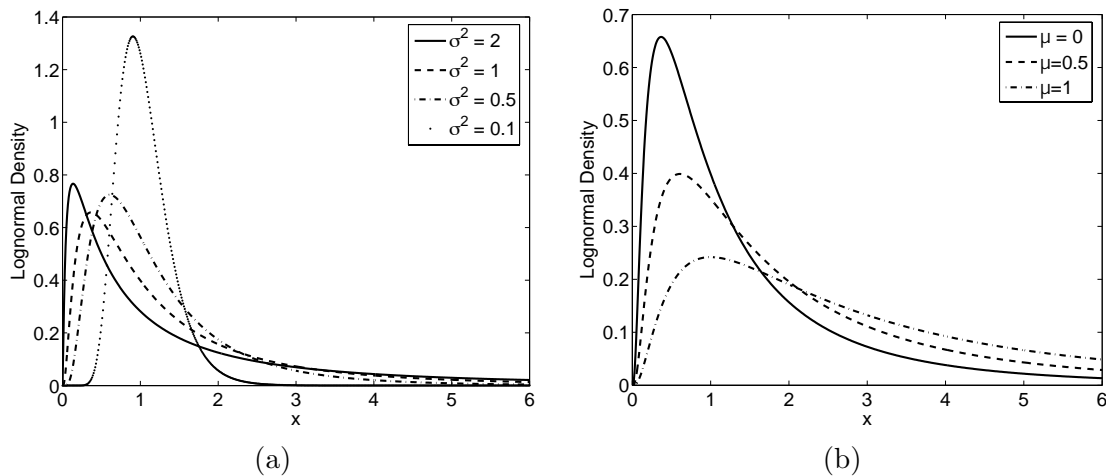 1.4
1.2
1
0.8
0.6
0.4
0.2
0
0 1 2 3 4 5 6
x
Lognormal Density
σ² = 2
σ² = 1
σ² = 0.5
σ² = 0.1
(a)
0.7
0.6
0.5
0.4
0.3
0.2
0.1
0
0 1 2 3 4 5 6
x
Lognormal Density
μ = 0
μ=0.5
μ=1
(b)